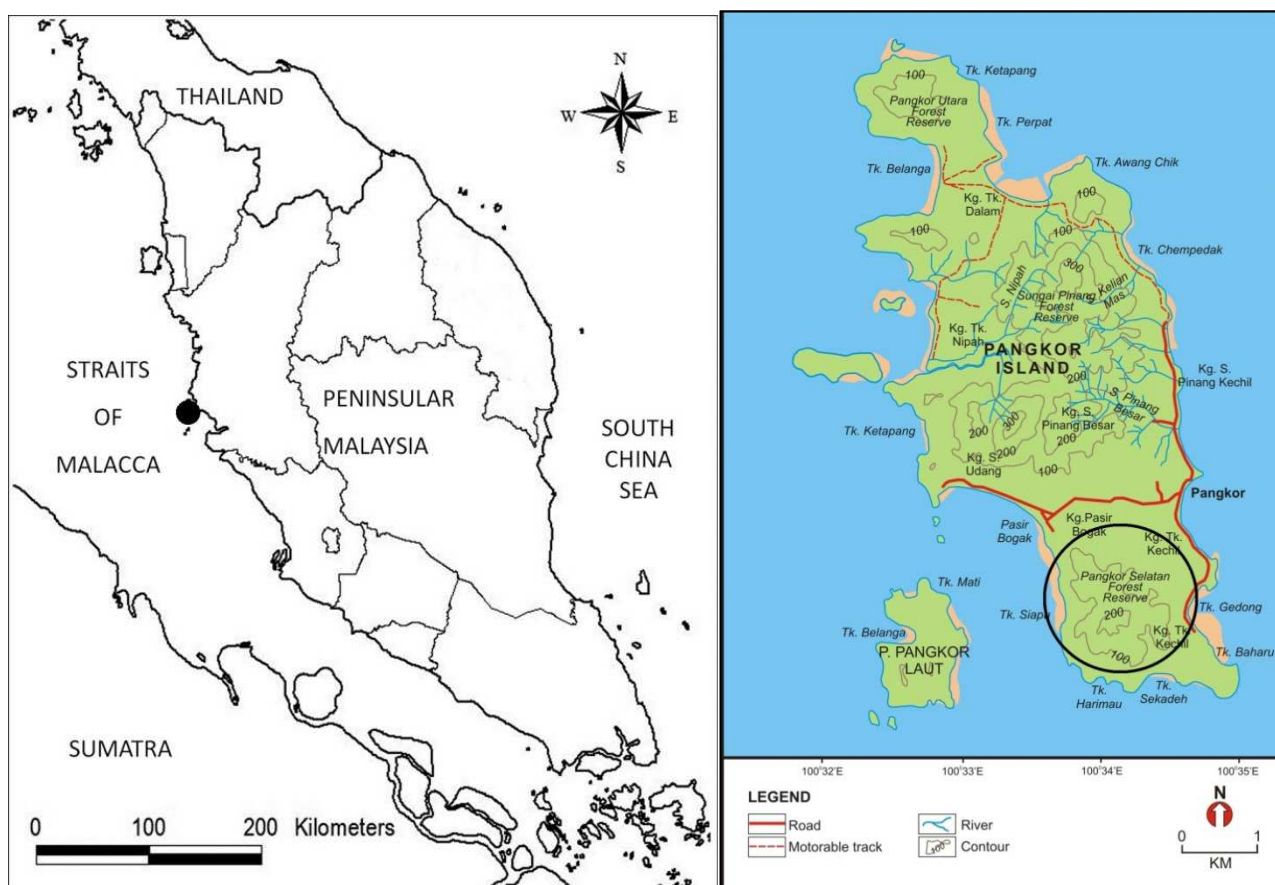 THAILAND
N
W
E
S
STRAITS
OF
MALACCA
PENINSULAR
MALAYSIA
SOUTH
CHINA
SEA
SUMATRA
0 100 200 Kilometers
100
Pangkor Utara
Forest
Reserve
Tk. Ketapang
Tk. Perpat
Tk. Belanga
Tk. Awang Chik
100
Kg. Tk.
Dalam
100
100
Tk. Chempedak
300
S. Nipah
S. Kelian
Mas
Sungai Pinang
Forest
Reserve
Kg. Tk.
Nipah
PANGKOR
ISLAND
200
Kg. S.
Pinang Kechil
S. Pinang
Besar
Kg. S.
Pinang Besar
Tk. Ketapang
200
300
200
200
Kg. S.
Udang
100
Pangkor
Pasir
Bogak
Kg.Pasir
Bogak
Kg. Tk.
Kechil
Pangkor Selatan
Forest
Reserve
200
Tk. Mati
Tk. Siapu
Tk. Gedong
Tk. Belanga
Kg. Tk.
Kechil
P. PANGKOR
LAUT
100
Tk. Baharu
Tk.
Harimau
Tk.
Sekadeh
100°32'E 100°33'E 100°34'E 100°35'E
LEGEND
Road
River
Motorable track
100
Contour
N
0 1
KM